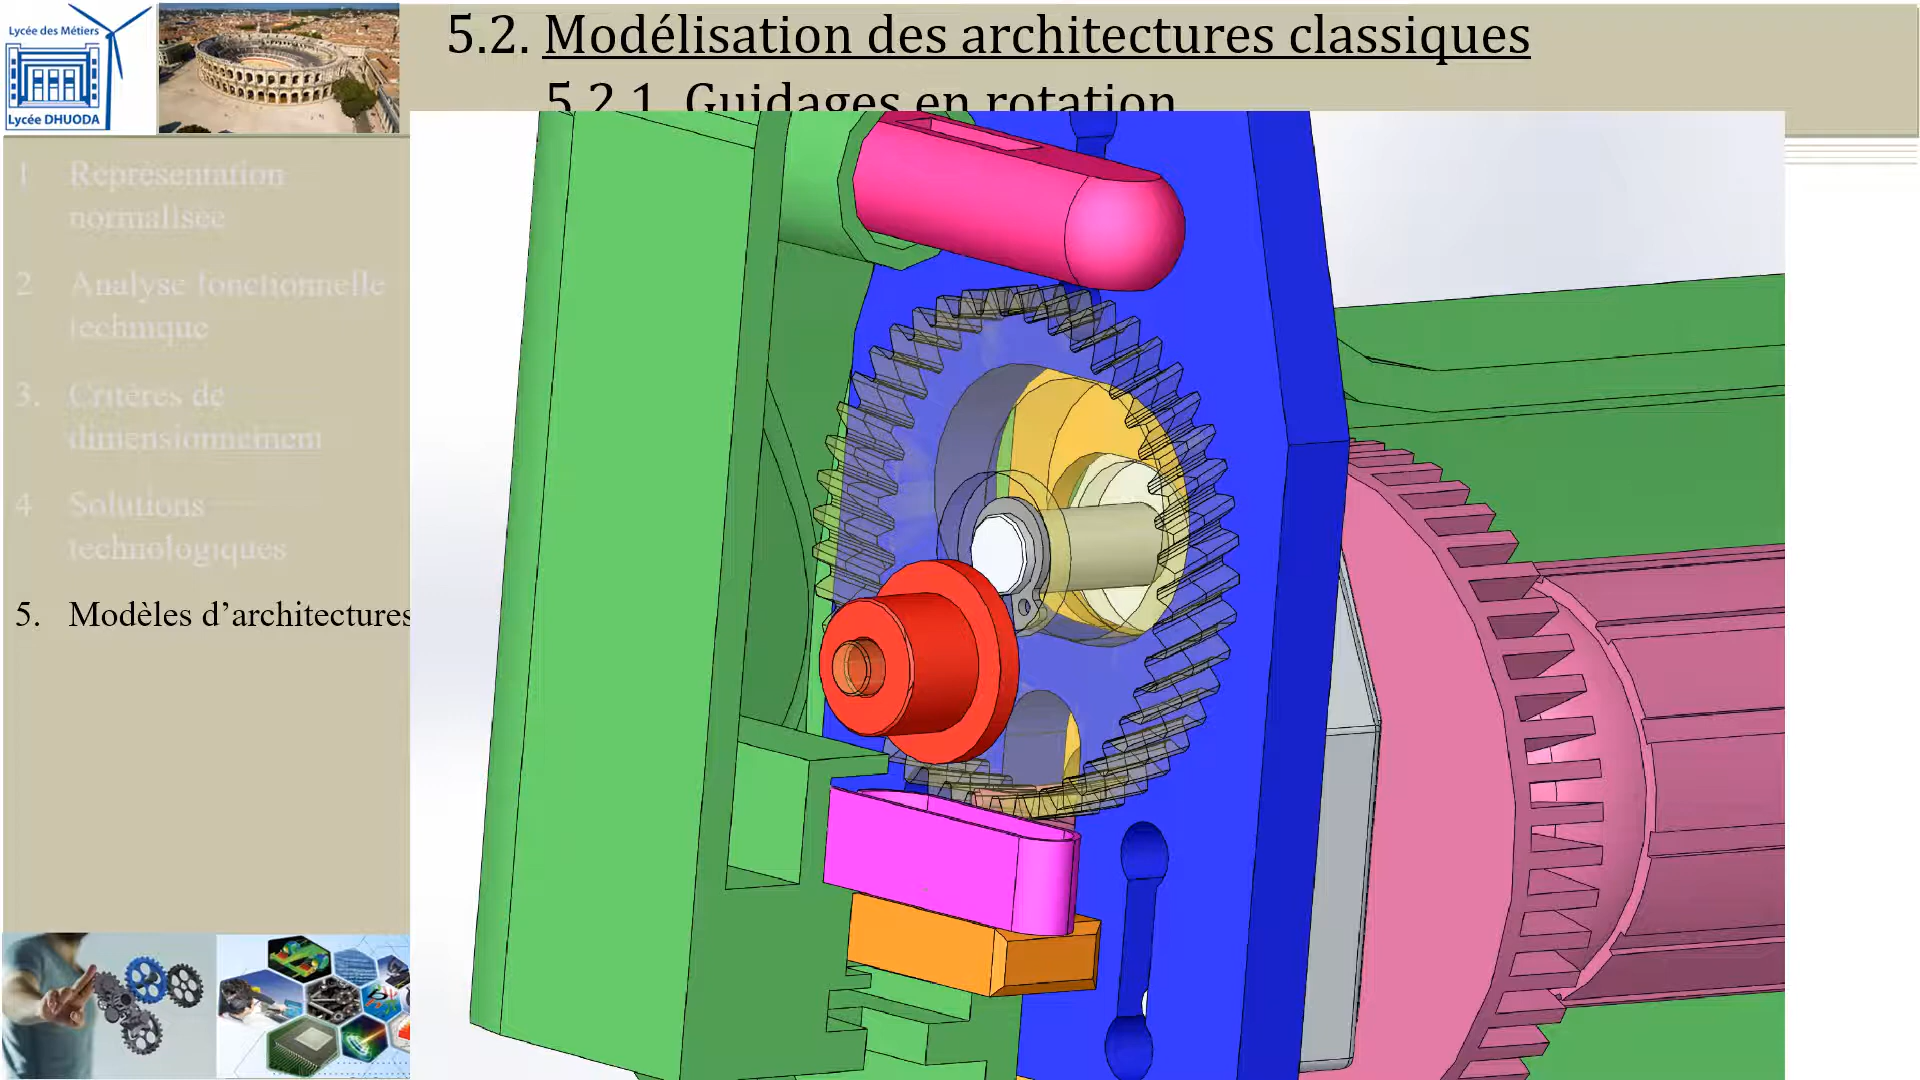 Lycée des Métiers
Lycée DHUODA
5.2. Modélisation des architectures classiques
5.2.1. Guidages en rotation
1 Représentation
normalisée
2 Analyse fonctionnelle
technique
3. Critères de
dimensionnement
4 Solutions
technologiques
5. Modèles d’architectures